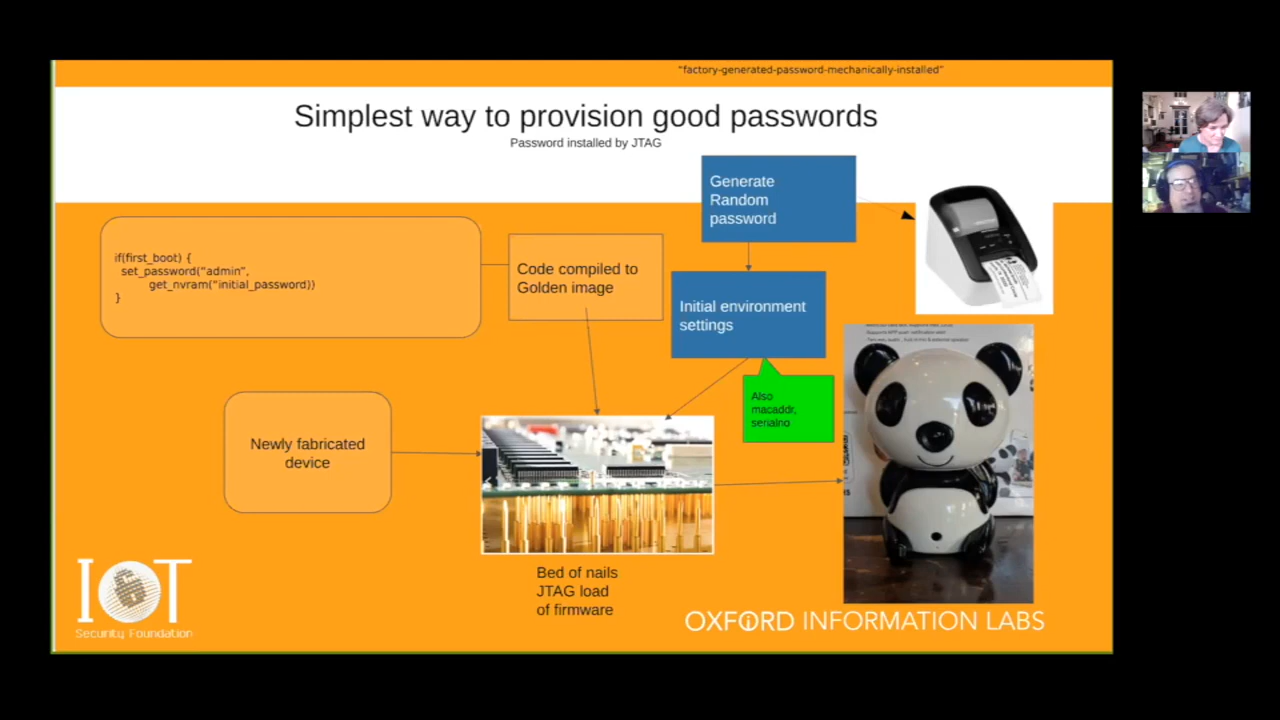 "factory-generated-password-mechanically-installed"
Simplest way to provision good passwords
Password installed by JTAG
Generate
Random
password
if(first_boot) {
set_password("admin",
get_nvram("initial_password))
}
Code compiled to
Golden image
Initial environment
settings
Also
macaddr,
serialno
Newly fabricated
device
Bed of nails
JTAG load
of firmware
IOT
Security Foundation
OXFORD INFORMATION LABS